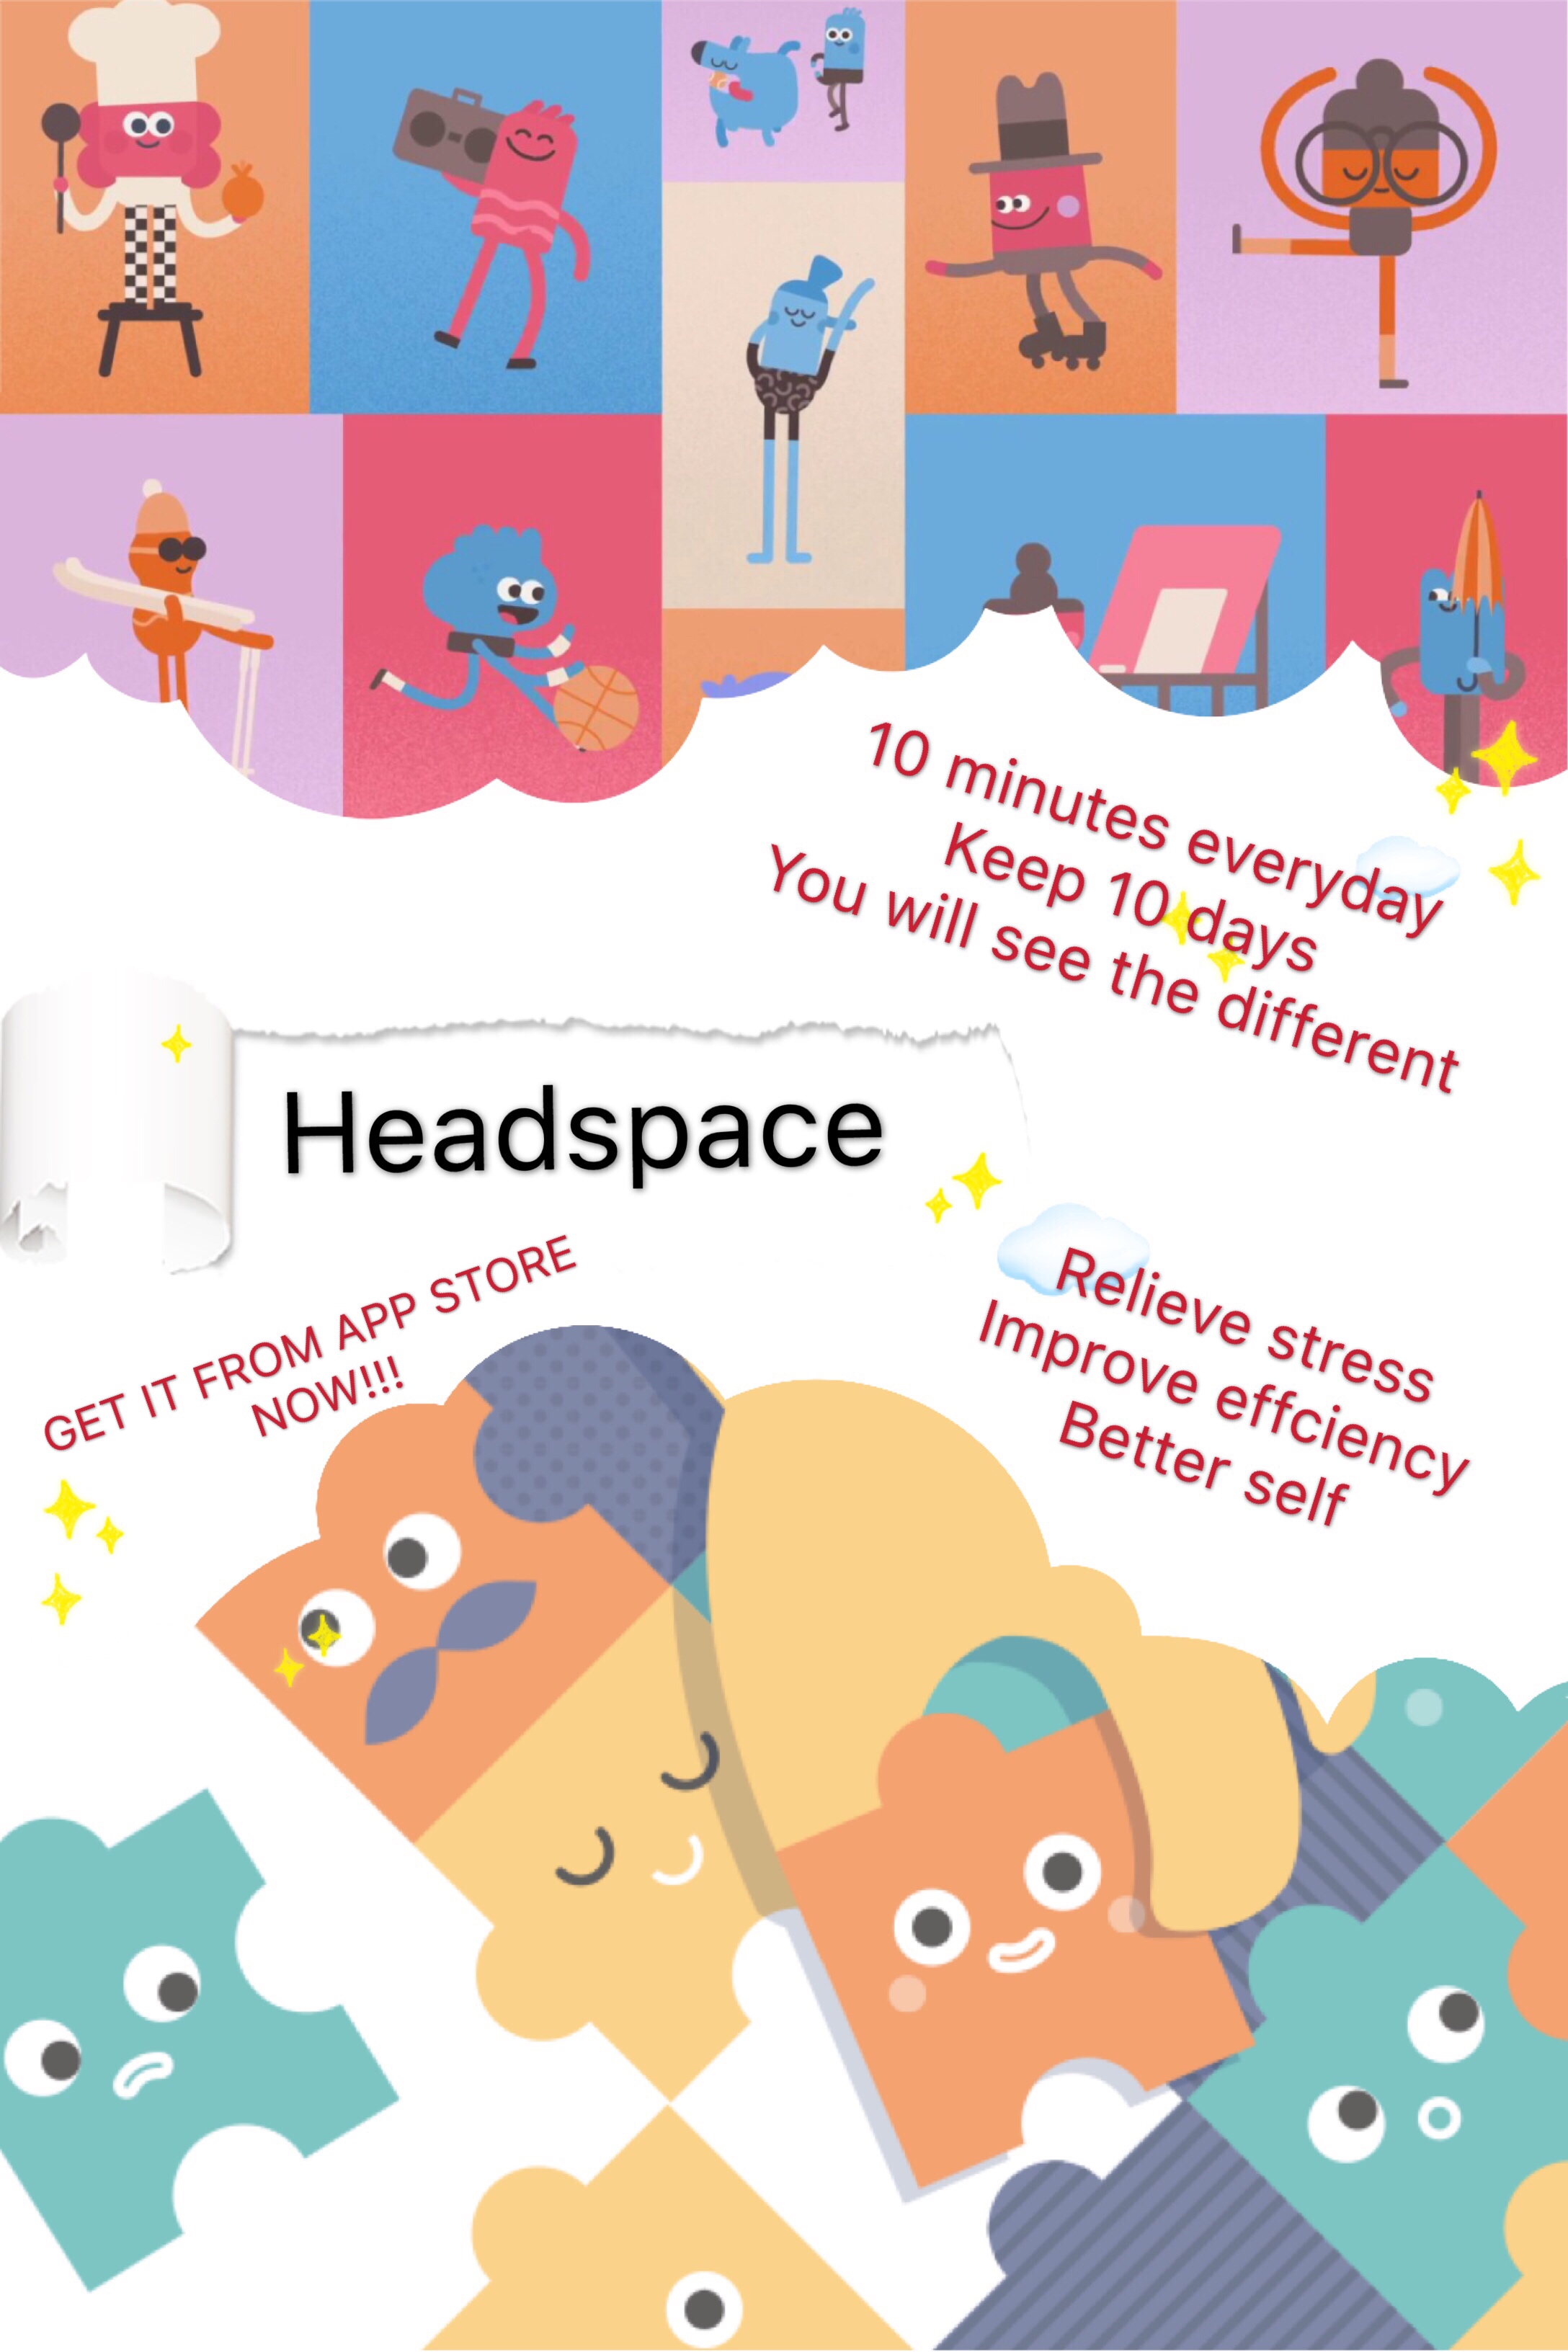 10 minutes everyday
Keep 10 days
You will see the different
Headspace
GET IT FROM APP STORE
NOW!!!
Relieve stress
Improve effciency
Better self